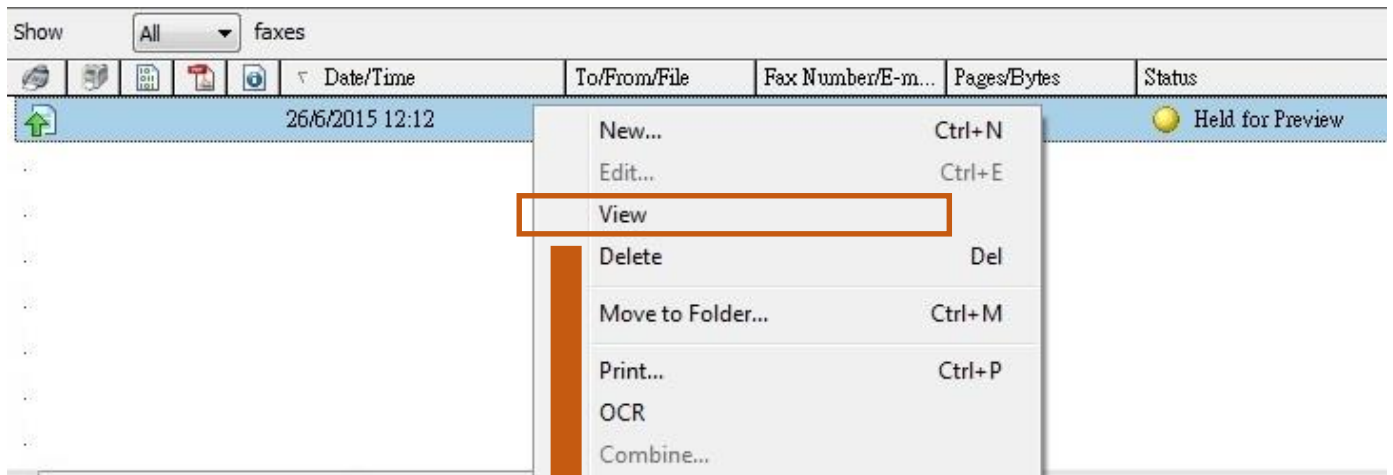 Show All faxes
Date/Time To/From/File Fax Number/E-m... Pages/Bytes Status
26/6/2015 12:12 Held for Preview
New... Ctrl+N
Edit... Ctrl+E
View
Delete Del
Move to Folder... Ctrl+M
Print... Ctrl+P
OCR
Combine...